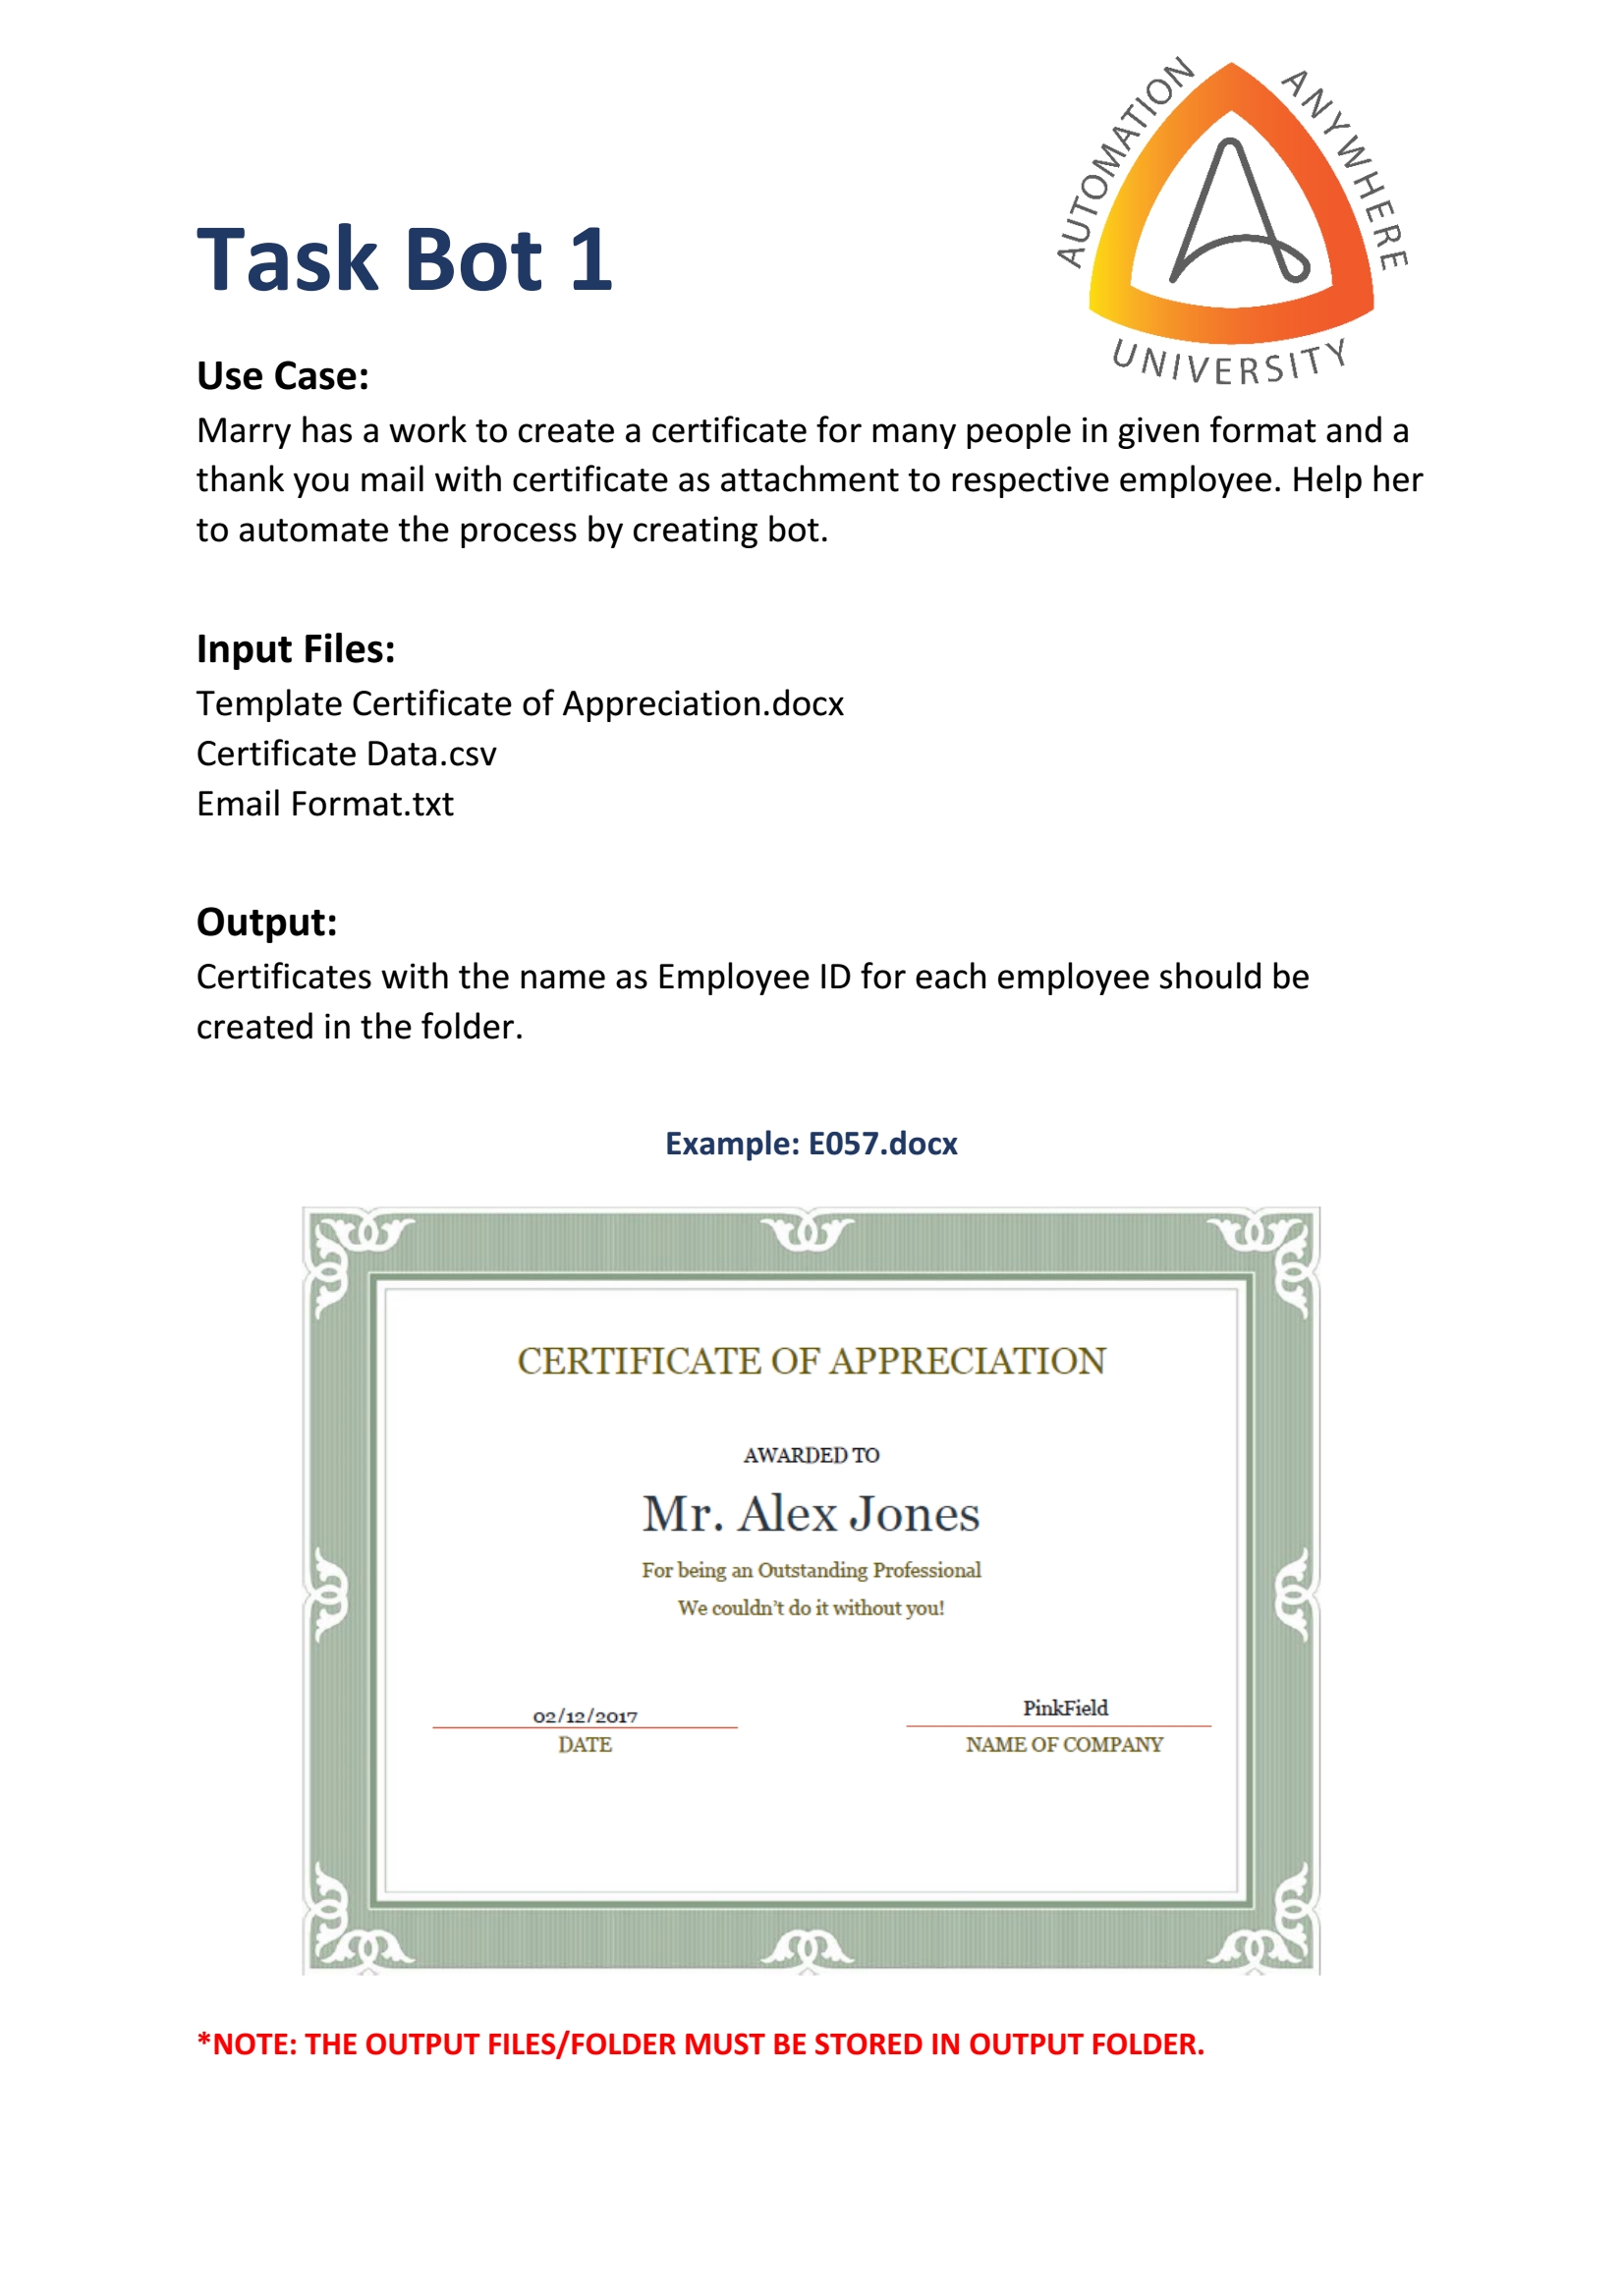 AUTOMATION ANYWHERE
UNIVERSITY
Task Bot 1
Use Case:
Marry has a work to create a certificate for many people in given format and a
thank you mail with certificate as attachment to respective employee. Help her
to automate the process by creating bot.
Input Files:
Template Certificate of Appreciation.docx
Certificate Data.csv
Email Format.txt
Output:
Certificates with the name as Employee ID for each employee should be
created in the folder.
Example: E057.docx
CERTIFICATE OF APPRECIATION
AWARDED TO
Mr. Alex Jones
For being an Outstanding Professional
We couldn't do it without you!
02/12/2017
DATE
PinkField
NAME OF COMPANY
*NOTE: THE OUTPUT FILES/FOLDER MUST BE STORED IN OUTPUT FOLDER.